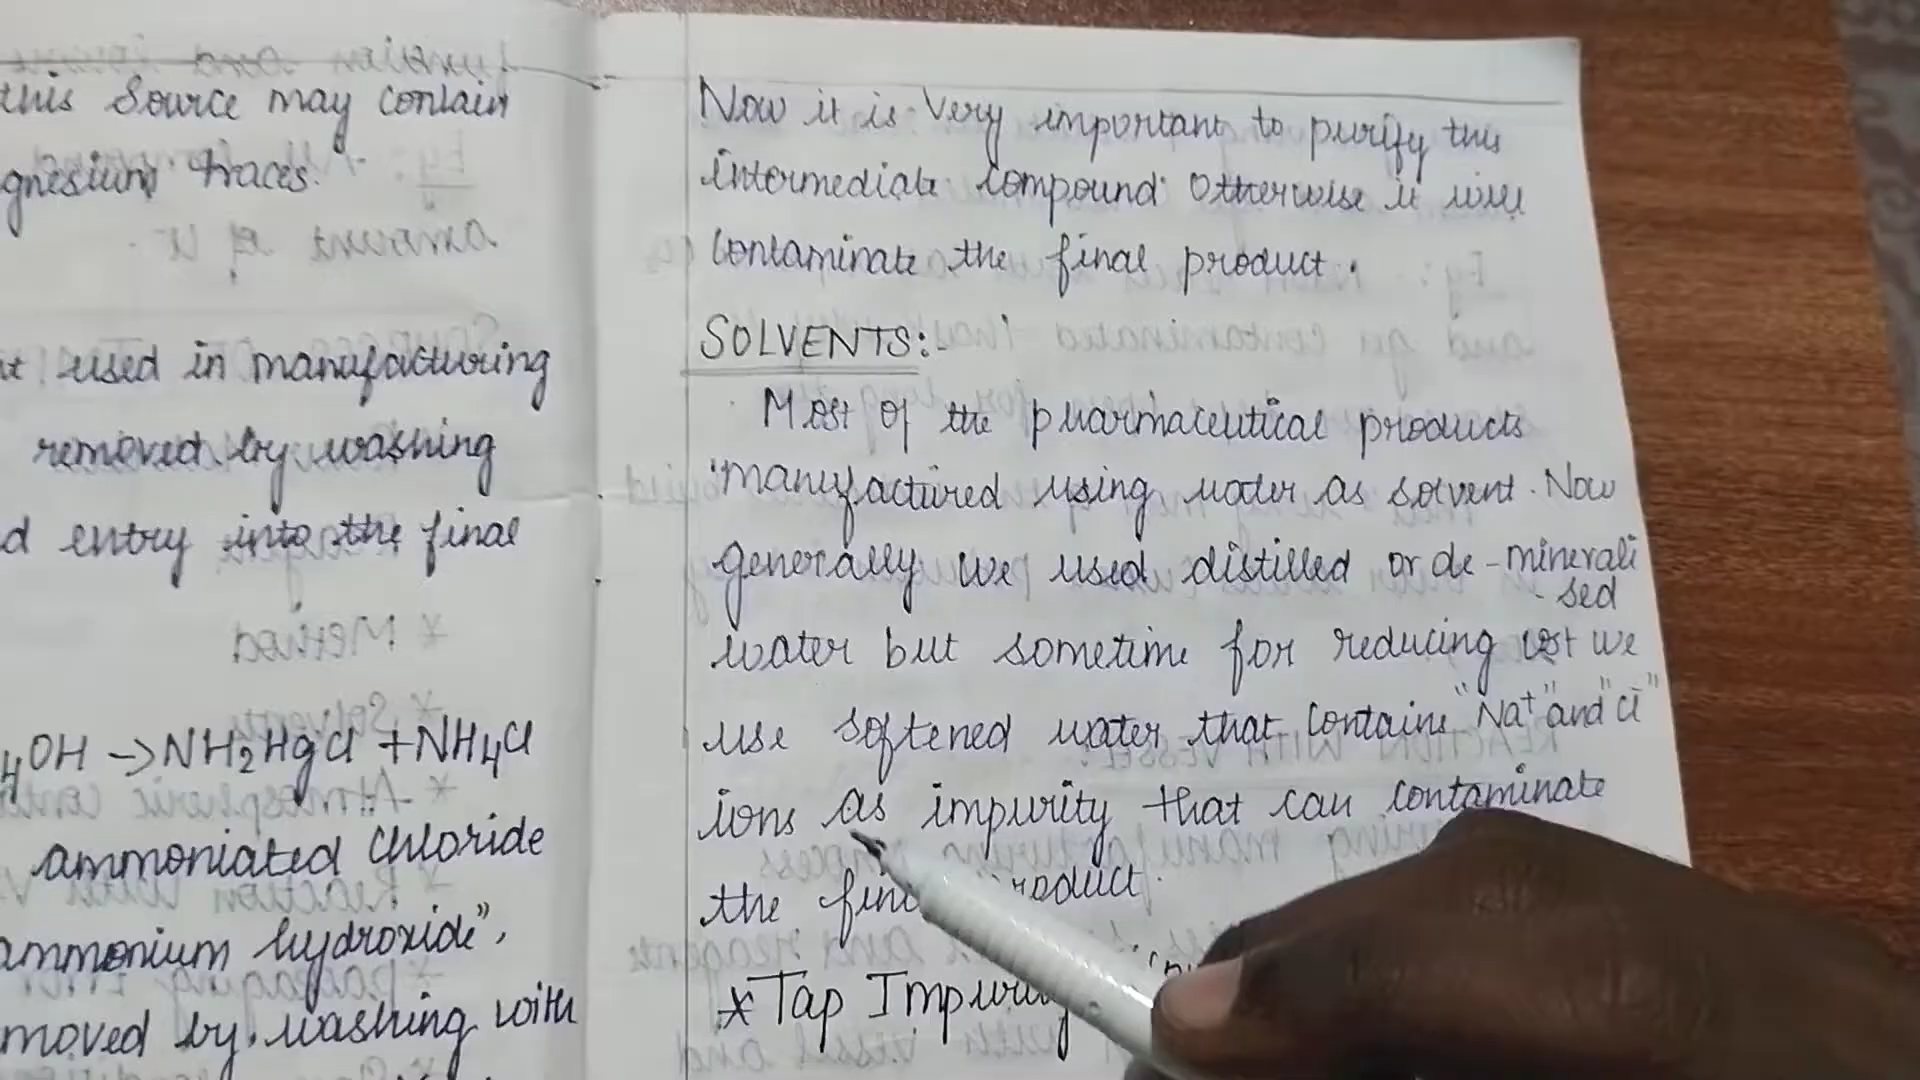 this Source may contain
gnesium traces.
t used in manufacturing
removed by washing
d entry into the final
4OH → NH2HgCl + NH4Cl
ammoniated chloride
ammonium hydroxide",
moved by washing with
Now it is very important to purify this
intermediate compound otherwise it will
contaminate the final product.
SOLVENTS:-
Most of the pharmaceutical products
manufactured using water as solvent. Now
generally we used distilled or de-minerali
-sed
water but sometime for reducing cost we
use softened water that contains "Na+" and "Cl-"
ions as impurity that can contaminate
the final product.
* Tap Impurity